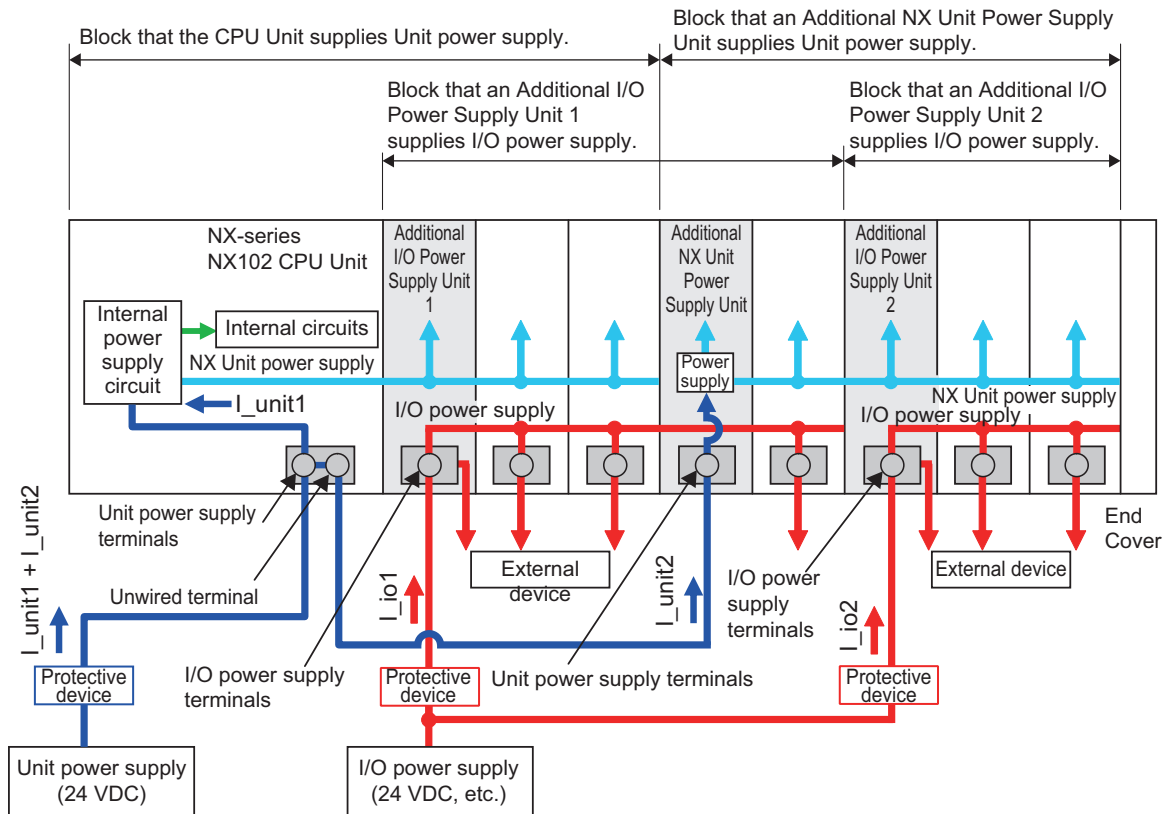 Block that the CPU Unit supplies Unit power supply.
Block that an Additional NX Unit Power Supply
Unit supplies Unit power supply.
Block that an Additional I/O
Power Supply Unit 1
supplies I/O power supply.
Block that an Additional I/O
Power Supply Unit 2
supplies I/O power supply.
NX-series
NX102 CPU Unit
Additional
I/O Power
Supply Unit
1
Additional
NX Unit
Power
Supply Unit
Additional
I/O Power
Supply Unit
2
Internal
power
supply
circuit
Internal circuits
NX Unit power supply
Power
supply
NX Unit power supply
I_unit1
I/O power supply
I/O power supply
Unit power supply
terminals
Unwired terminal
I/O power supply
terminals
External
device
Unit power supply terminals
I/O power
supply
terminals
External device
End
Cover
I_unit1 + I_unit2
I_io1
I_unit2
I_io2
Protective
device
Protective
device
Protective
device
Unit power supply
(24 VDC)
I/O power supply
(24 VDC, etc.)